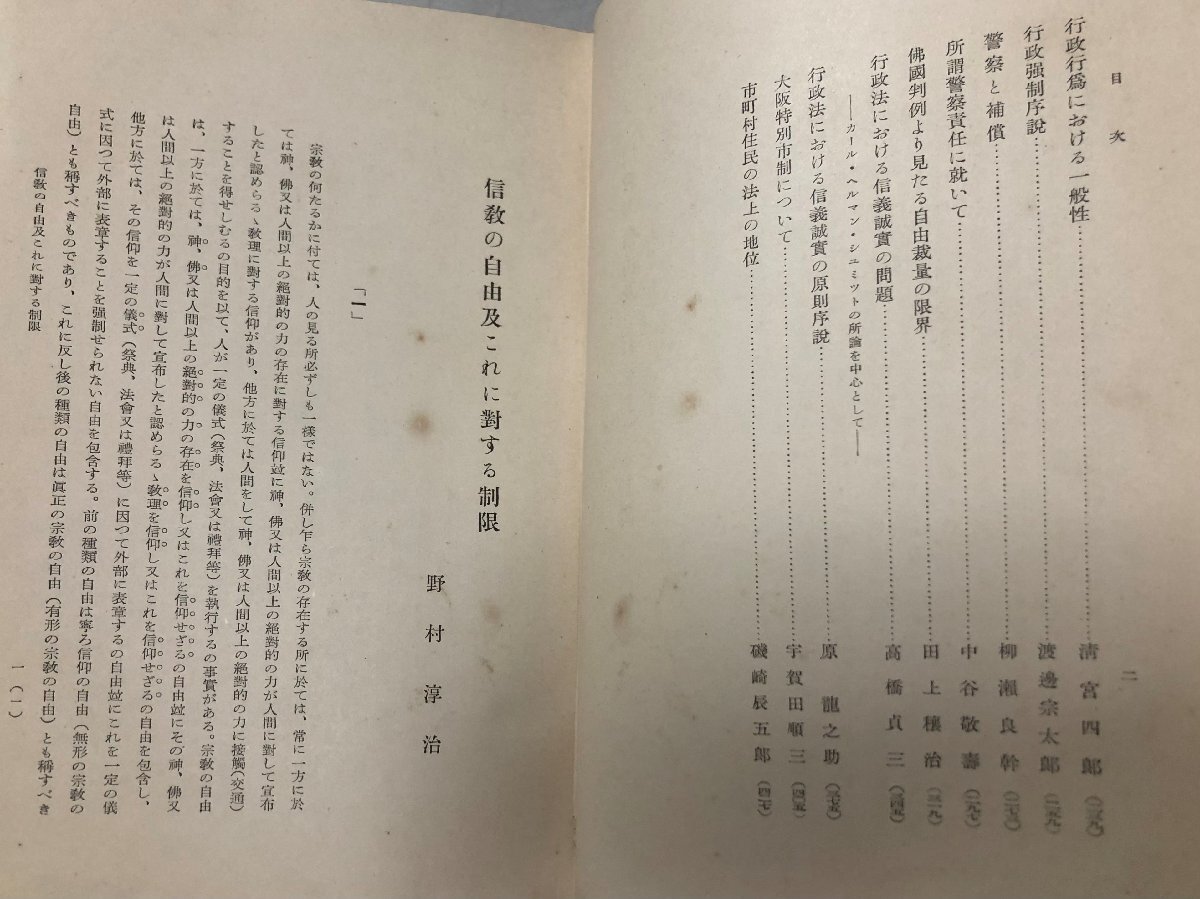 目次
行政行爲における一般性……淸宮四郞
行政强制序說……渡邊宗太郞
警察と補償……柳瀨良幹
所謂警察責任に就いて……中谷敬壽
佛國判例より見たる自由裁量の限界……田上穰治
行政法における信義誠實の問題……高橋貞三
――カール・ヘルマン・シユミツトの所論を中心として――
行政法における信義誠實の原則序說……原龍之助
大阪特別市制について……宇賀田順三
市町村住民の法上の地位……磯崎辰五郞
二
信敎の自由及これに對する制限
野村淳治
「一」
宗敎の何たるかに付ては、人の見る所必ずしも一樣ではない。併し乍ら宗敎の存在する所に於ては、常に一方に於
ては神、佛又は人間以上の絕對的の力の存在に對する信仰竝に神、佛又は人間以上の絕對的の力が人間に對して宣布
したと認めらるゝ敎理に對する信仰があり、他方に於ては人間をして神、佛又は人間以上の絕對的の力に接觸(交通)
することを得せしむるの目的を以て、人が一定の儀式(祭典、法會又は禮拜等)を執行するの事實がある。宗敎の自由
は、一方に於ては、神、佛又は人間以上の絕對的の力の存在を信仰し又はこれを信仰せざるの自由竝にその神、佛又
は人間以上の絕對的の力が人間に對して宣布したと認めらるゝ敎理を信仰し又はこれを信仰せざるの自由を包含し、
他方に於ては、その信仰を一定の儀式(祭典、法會又は禮拜等)に因つて外部に表章するの自由竝にこれを一定の儀
式に因つて外部に表章することを强制せられない自由を包含する。前の種類の自由は寧ろ信仰の自由(無形の宗敎の
自由)とも稱すべきものであり、これに反し後の種類の自由は眞正の宗敎の自由(有形の宗敎の自由)とも稱すべき
信敎の自由及これに對する制限
一(一)